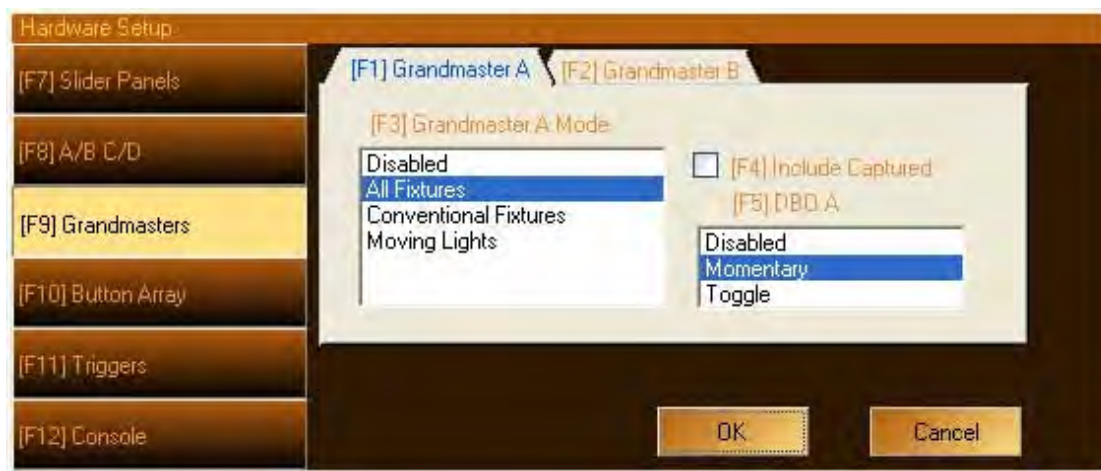 Hardware Setup
[F7] Slider Panels
[F8] A/B C/D
[F9] Grandmasters
[F10] Button Array
[F11] Triggers
[F12] Console
[F1] Grandmaster A
[F2] Grandmaster B
[F3] Grandmaster A Mode
Disabled
All Fixtures
Conventional Fixtures
Moving Lights
[F4] Include Captured
[F5] DBO A
Disabled
Momentary
Toggle
OK
Cancel